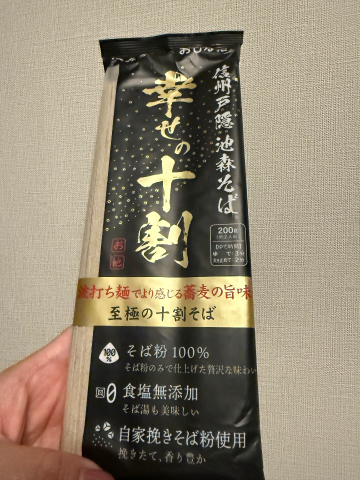 信州戸隠池森そば
幸せの十割
200g
打ち麺でより感じる蕎麦の旨味
至極の十割そば
100%
そば粉100%
そば粉のみで仕上げた贅沢な味わい
食塩無添加
そば湯も美味しい
自家挽きそば粉使用
挽きたて、香り豊か